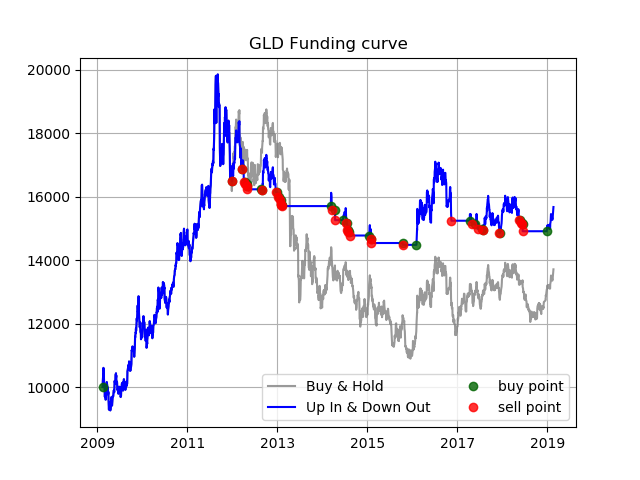 GLD Funding curve
20000
18000
16000
14000
12000
10000
2009 2011 2013 2015 2017 2019
Buy & Hold
Up In & Down Out
buy point
sell point